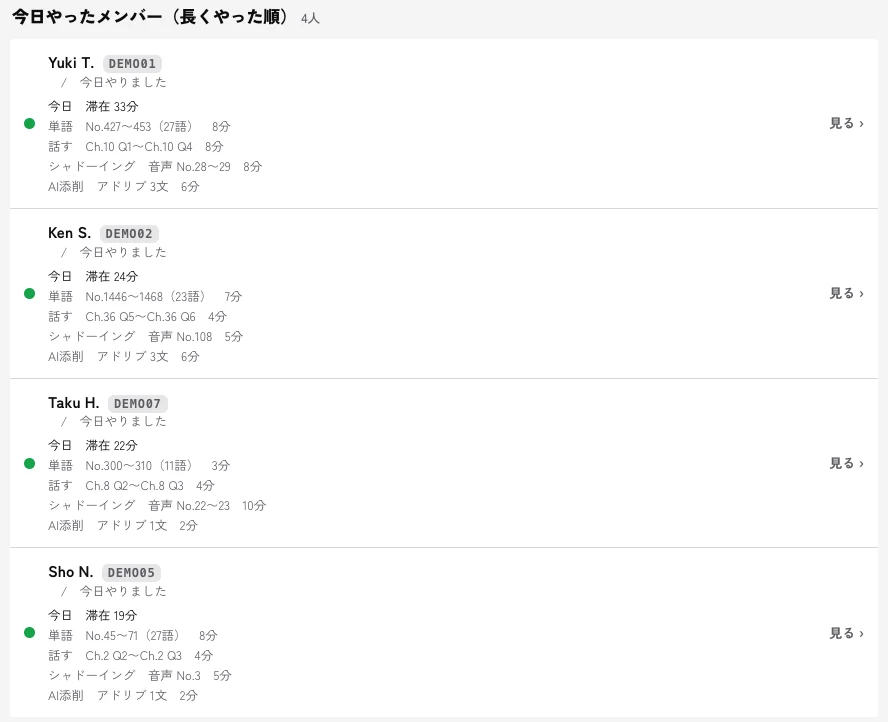 今日やったメンバー（長くやった順） 4人
Yuki T. DEMO01
/ 今日やりました
今日 滞在 33分
単語 No.427〜453（27語） 8分
話す Ch.10 Q1〜Ch.10 Q4 8分
シャドーイング 音声 No.28〜29 8分
AI添削 アドリブ 3文 6分
見る ›
Ken S. DEMO02
/ 今日やりました
今日 滞在 24分
単語 No.1446〜1468（23語） 7分
話す Ch.36 Q5〜Ch.36 Q6 4分
シャドーイング 音声 No.108 5分
AI添削 アドリブ 3文 6分
見る ›
Taku H. DEMO07
/ 今日やりました
今日 滞在 22分
単語 No.300〜310（11語） 3分
話す Ch.8 Q2〜Ch.8 Q3 4分
シャドーイング 音声 No.22〜23 10分
AI添削 アドリブ 1文 2分
見る ›
Sho N. DEMO05
/ 今日やりました
今日 滞在 19分
単語 No.45〜71（27語） 8分
話す Ch.2 Q2〜Ch.2 Q3 4分
シャドーイング 音声 No.3 5分
AI添削 アドリブ 1文 2分
見る ›